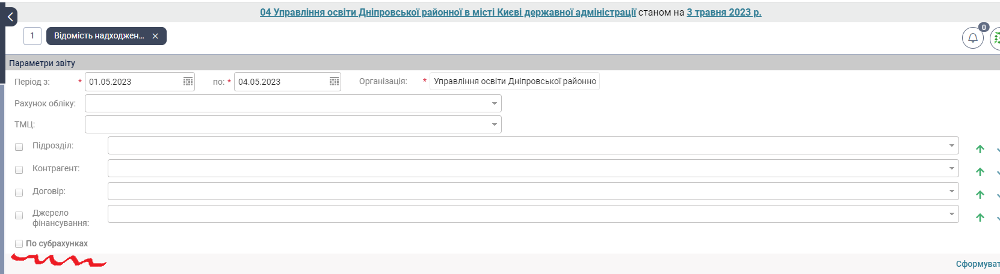 04 Управління освіти Дніпровської районної в місті Києві державної адміністрації станом на 3 травня 2023 р.
1 Відомість надходжен... × 0
Параметри звіту
Період з: * 01.05.2023 по: * 04.05.2023 Організація: * Управління освіти Дніпровської районно
Рахунок обліку:
ТМЦ:
Підрозділ:
Контрагент:
Договір:
Джерело
фінансування:
По субрахунках
Сформуват